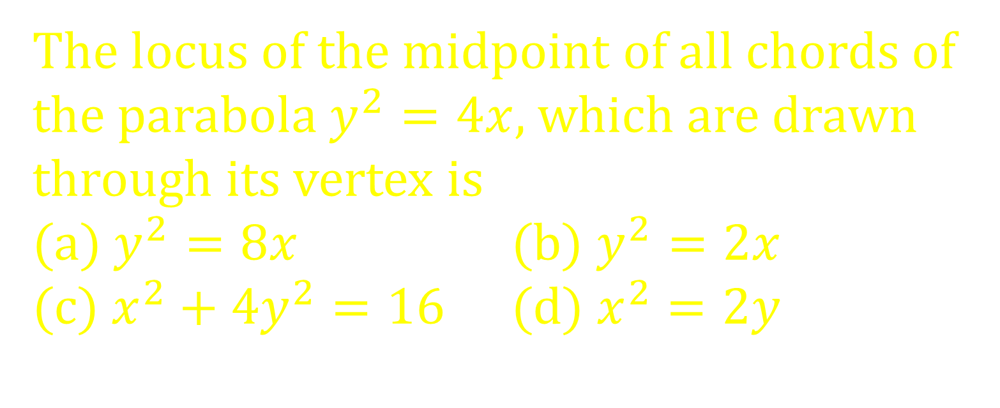 The locus of the midpoint of all chords of
the parabola y² = 4x, which are drawn
through its vertex is
(a) y² = 8x (b) y² = 2x
(c) x² + 4y² = 16 (d) x² = 2y